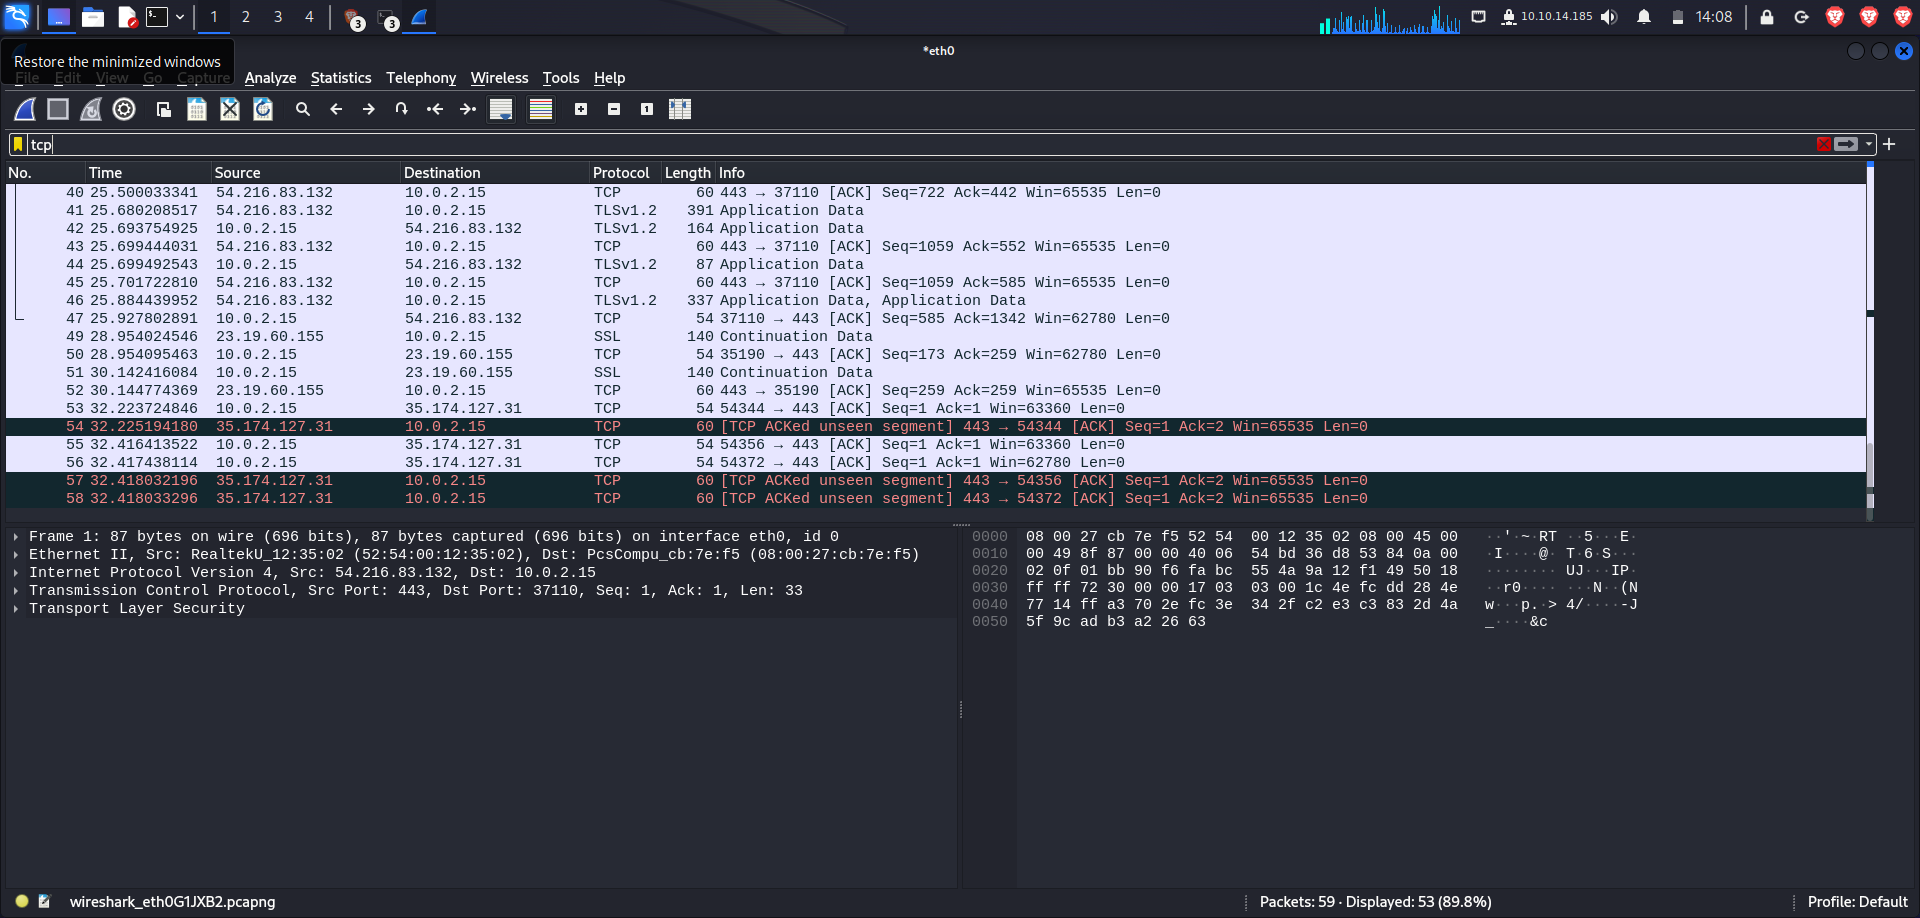 1 2 3 4 3 3 10.10.14.185 14:08
*eth0
Restore the minimized windows
File Edit View Go Capture Analyze Statistics Telephony Wireless Tools Help
tcp
No. Time Source Destination Protocol Length Info
40 25.500033341 54.216.83.132 10.0.2.15 TCP 60 443 → 37110 [ACK] Seq=722 Ack=442 Win=65535 Len=0
41 25.680208517 54.216.83.132 10.0.2.15 TLSv1.2 391 Application Data
42 25.693754925 10.0.2.15 54.216.83.132 TLSv1.2 164 Application Data
43 25.699444031 54.216.83.132 10.0.2.15 TCP 60 443 → 37110 [ACK] Seq=1059 Ack=552 Win=65535 Len=0
44 25.699492543 10.0.2.15 54.216.83.132 TLSv1.2 87 Application Data
45 25.701722810 54.216.83.132 10.0.2.15 TCP 60 443 → 37110 [ACK] Seq=1059 Ack=585 Win=65535 Len=0
46 25.884439952 54.216.83.132 10.0.2.15 TLSv1.2 337 Application Data, Application Data
47 25.927802891 10.0.2.15 54.216.83.132 TCP 54 37110 → 443 [ACK] Seq=585 Ack=1342 Win=62780 Len=0
49 28.954024546 23.19.60.155 10.0.2.15 SSL 140 Continuation Data
50 28.954095463 10.0.2.15 23.19.60.155 TCP 54 35190 → 443 [ACK] Seq=173 Ack=259 Win=62780 Len=0
51 30.142416084 10.0.2.15 23.19.60.155 SSL 140 Continuation Data
52 30.144774369 23.19.60.155 10.0.2.15 TCP 60 443 → 35190 [ACK] Seq=259 Ack=259 Win=65535 Len=0
53 32.223724846 10.0.2.15 35.174.127.31 TCP 54 54344 → 443 [ACK] Seq=1 Ack=1 Win=63360 Len=0
54 32.225194180 35.174.127.31 10.0.2.15 TCP 60 [TCP ACKed unseen segment] 443 → 54344 [ACK] Seq=1 Ack=2 Win=65535 Len=0
55 32.416413522 10.0.2.15 35.174.127.31 TCP 54 54356 → 443 [ACK] Seq=1 Ack=1 Win=63360 Len=0
56 32.417438114 10.0.2.15 35.174.127.31 TCP 54 54372 → 443 [ACK] Seq=1 Ack=1 Win=62780 Len=0
57 32.418032196 35.174.127.31 10.0.2.15 TCP 60 [TCP ACKed unseen segment] 443 → 54356 [ACK] Seq=1 Ack=2 Win=65535 Len=0
58 32.418033296 35.174.127.31 10.0.2.15 TCP 60 [TCP ACKed unseen segment] 443 → 54372 [ACK] Seq=1 Ack=2 Win=65535 Len=0
Frame 1: 87 bytes on wire (696 bits), 87 bytes captured (696 bits) on interface eth0, id 0
Ethernet II, Src: RealtekU_12:35:02 (52:54:00:12:35:02), Dst: PcsCompu_cb:7e:f5 (08:00:27:cb:7e:f5)
Internet Protocol Version 4, Src: 54.216.83.132, Dst: 10.0.2.15
Transmission Control Protocol, Src Port: 443, Dst Port: 37110, Seq: 1, Ack: 1, Len: 33
Transport Layer Security
0000 08 00 27 cb 7e f5 52 54 00 12 35 02 08 00 45 00 ··'·~·RT ··5···E·
0010 00 49 8f 87 00 00 40 06 54 bd 36 d8 53 84 0a 00 ·I····@· T·6·S···
0020 02 0f 01 bb 90 f6 fa bc 55 4a 9a 12 f1 49 50 18 ········ UJ···IP·
0030 ff ff 72 30 00 00 17 03 03 00 1c 4e fc dd 28 4e ··r0···· ···N··(N
0040 77 14 ff a3 70 2e fc 3e 34 2f c2 e3 c3 83 2d 4a w···p.·> 4/····-J
0050 5f 9c ad b3 a2 26 63 _····&c
wireshark_eth0G1JXB2.pcapng Packets: 59 · Displayed: 53 (89.8%) Profile: Default